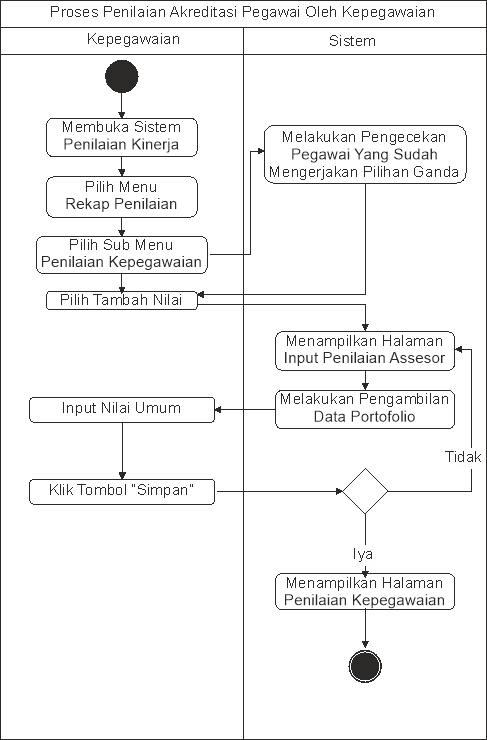 Proses Penilaian Akreditasi Pegawai Oleh Kepegawaian
Kepegawaian
Sistem
Membuka Sistem
Penilaian Kinerja
Melakukan Pengecekan
Pegawai Yang Sudah
Mengerjakan Pilihan Ganda
Pilih Menu
Rekap Penilaian
Pilih Sub Menu
Penilaian Kepegawaian
Pilih Tambah Nilai
Menampilkan Halaman
Input Penilaian Assesor
Melakukan Pengambilan
Data Portofolio
Input Nilai Umum
Tidak
Klik Tombol "Simpan"
Iya
Menampilkan Halaman
Penilaian Kepegawaian